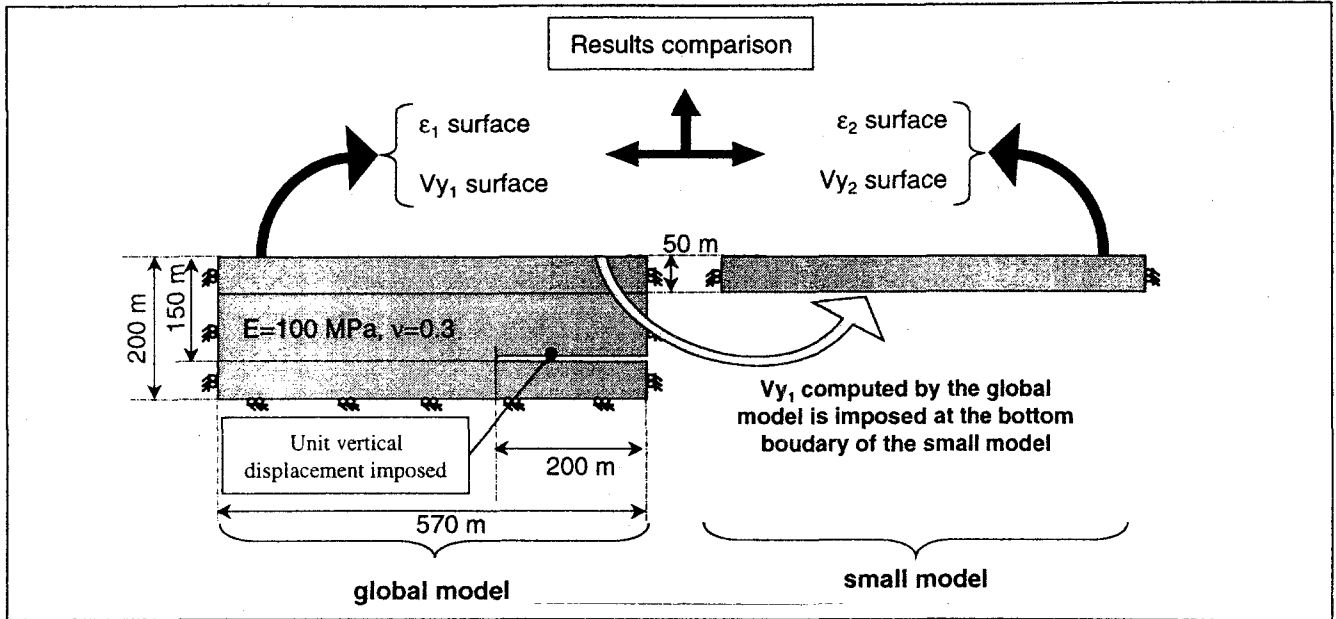 Results comparison
ε₁ surface
Vy₁ surface
ε₂ surface
Vy₂ surface
50 m
200 m
150 m
E=100 MPa, ν=0.3
Unit vertical
displacement imposed
200 m
570 m
Vy₁ computed by the global
model is imposed at the bottom
boudary of the small model
global model
small model